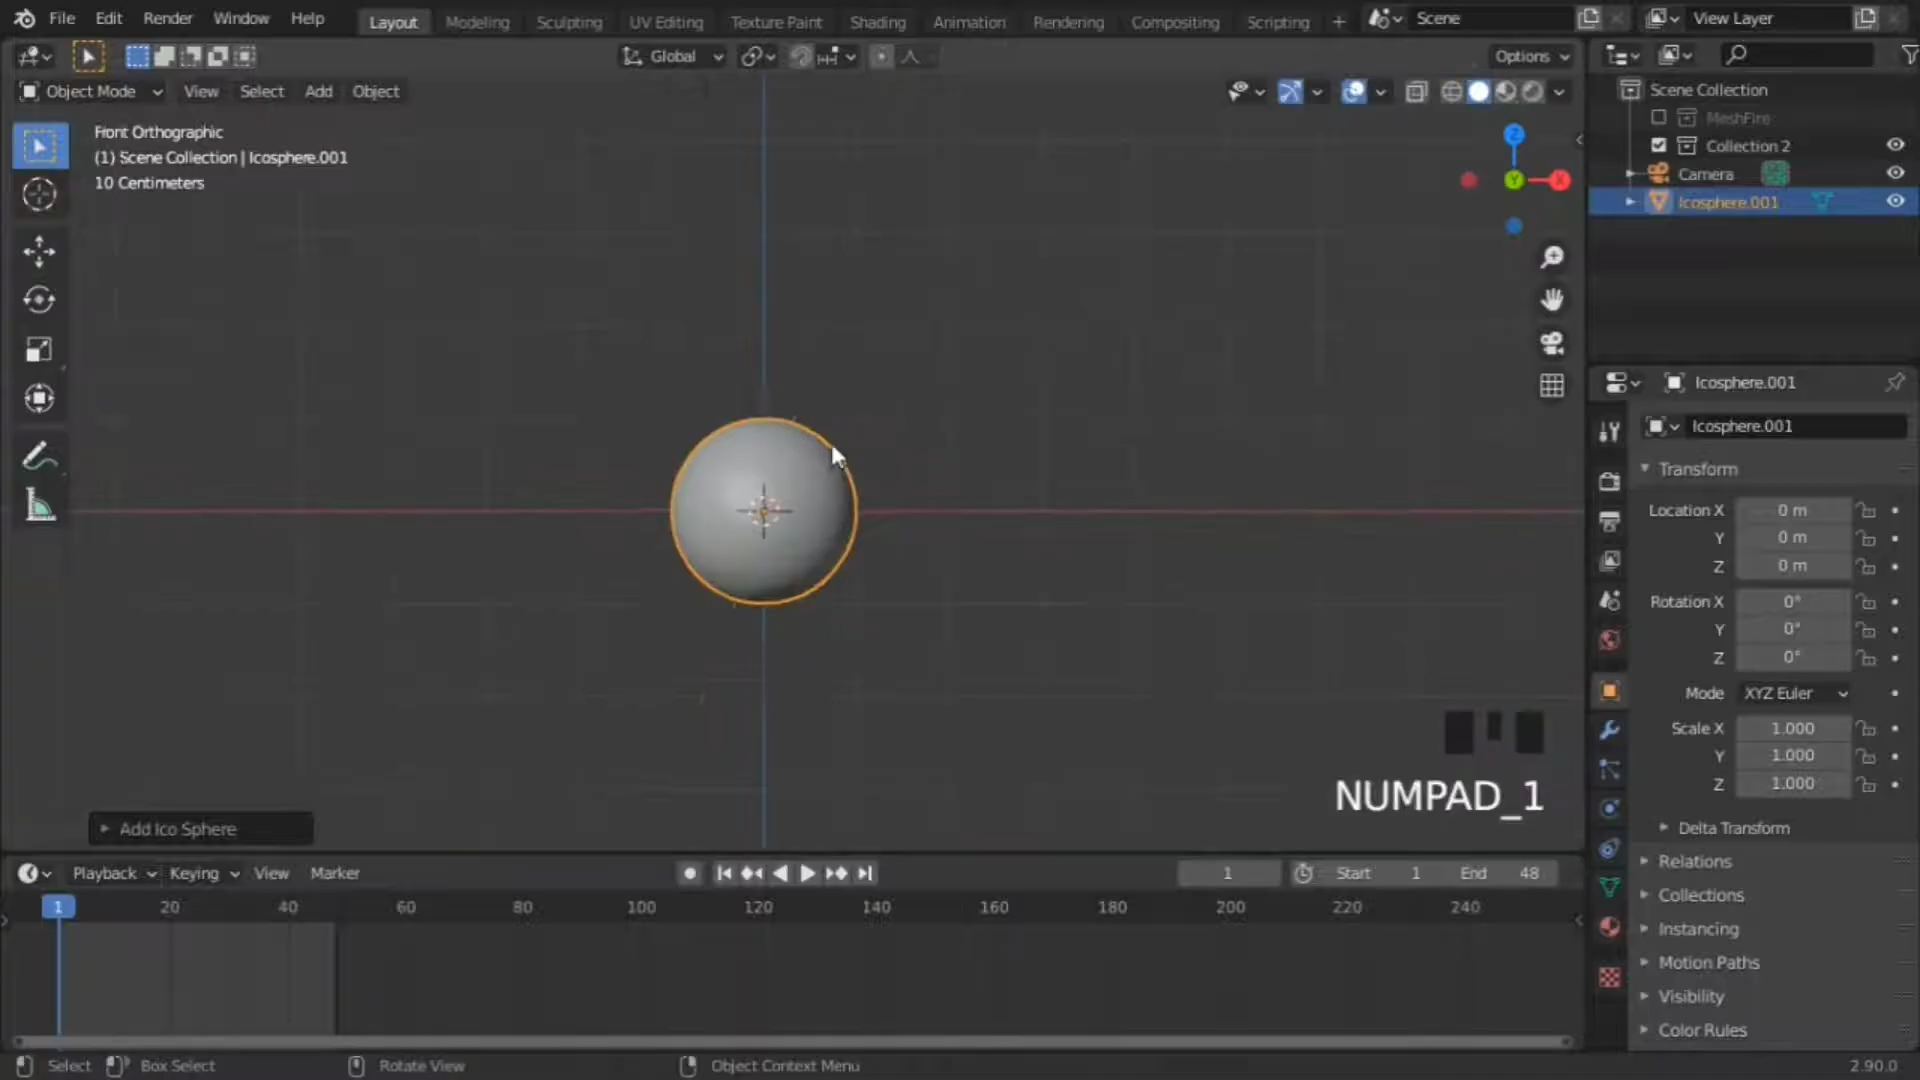 File Edit Render Window Help Layout Modeling Sculpting UV Editing Texture Paint Shading Animation Rendering Compositing Scripting + Scene View Layer
Global Options
Object Mode View Select Add Object
Front Orthographic
(1) Scene Collection | Icosphere.001
10 Centimeters
Z
Y
X
Scene Collection
MeshFire
Collection 2
Camera
Icosphere.001
Icosphere.001
Icosphere.001
Transform
Location X 0 m
Y 0 m
Z 0 m
Rotation X 0°
Y 0°
Z 0°
Mode XYZ Euler
Scale X 1.000
Y 1.000
Z 1.000
Delta Transform
Relations
Collections
Instancing
Motion Paths
Visibility
Color Rules
NUMPAD_1
Add Ico Sphere
Playback Keying View Marker 1 Start 1 End 48
1 20 40 60 80 100 120 140 160 180 200 220 240
Select Box Select Rotate View Object Context Menu 2.90.0